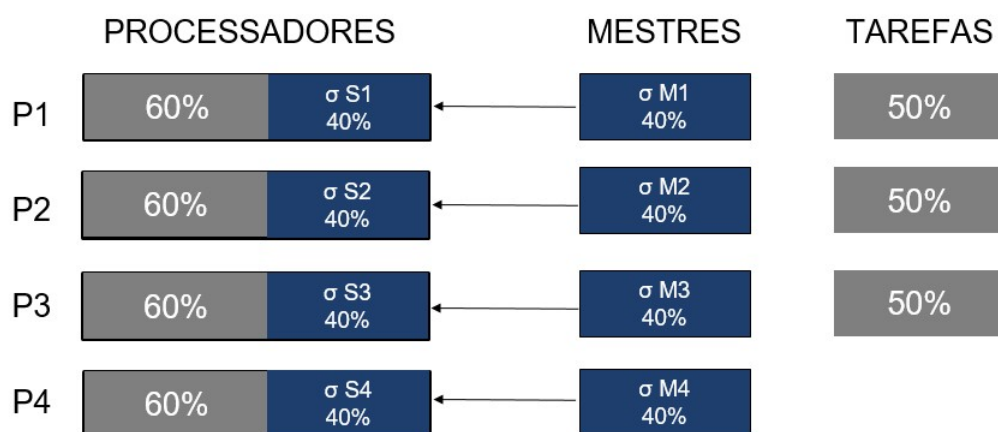 PROCESSADORES MESTRES TAREFAS
P1 60% σ S1 40% σ M1 40% 50%
P2 60% σ S2 40% σ M2 40% 50%
P3 60% σ S3 40% σ M3 40% 50%
P4 60% σ S4 40% σ M4 40%